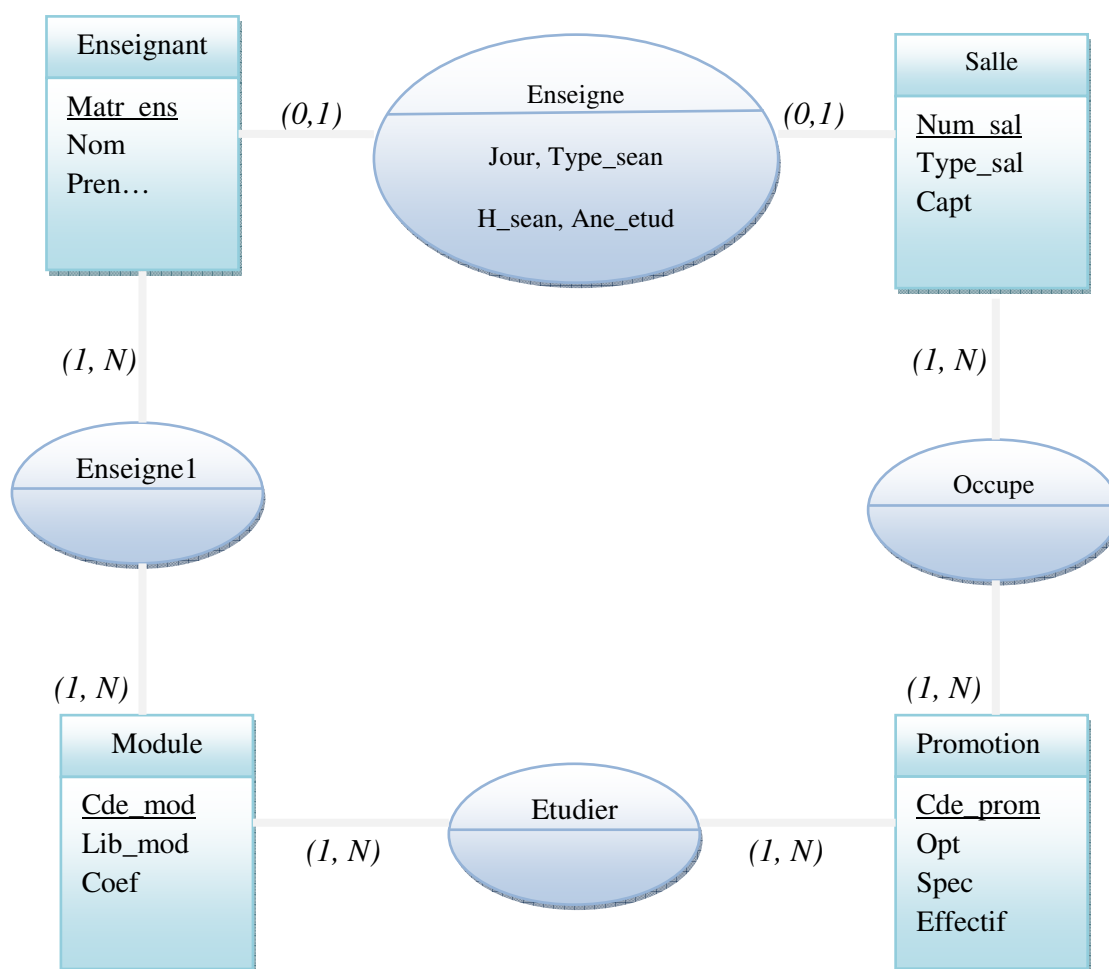 Enseignant
Matr_ens
Nom
Pren…
(0,1)
Enseigne
Jour, Type_sean
H_sean, Ane_etud
(0,1)
Salle
Num_sal
Type_sal
Capt
(1, N)
(1, N)
Enseigne1
Occupe
(1, N)
(1, N)
Module
Cde_mod
Lib_mod
Coef
(1, N)
Etudier
(1, N)
Promotion
Cde_prom
Opt
Spec
Effectif